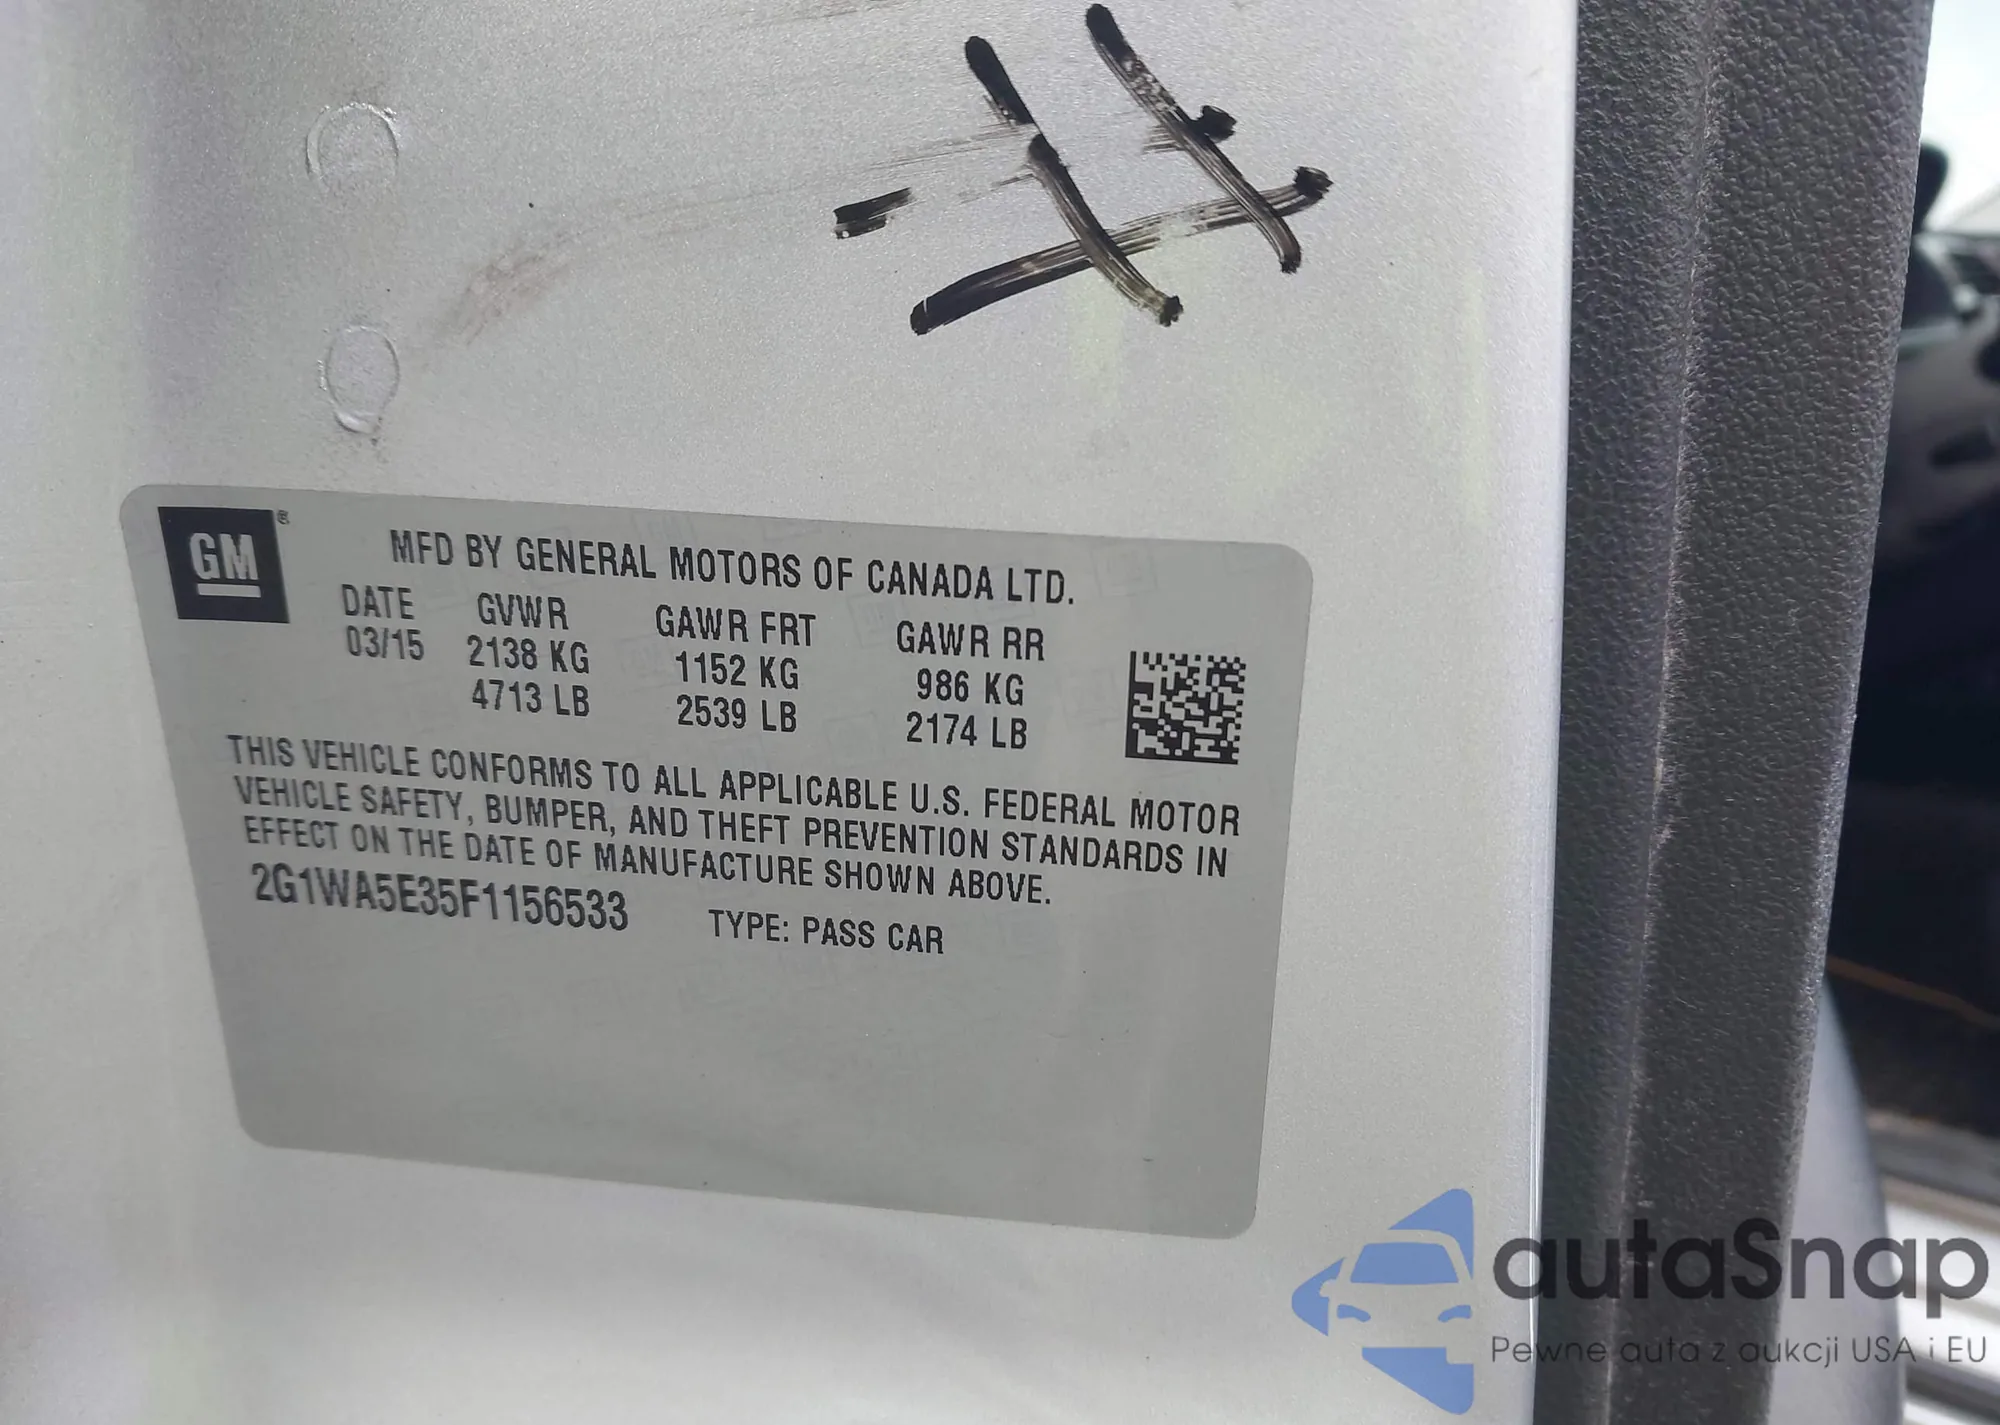 #
GM®
MFD BY GENERAL MOTORS OF CANADA LTD.
DATE GVWR GAWR FRT GAWR RR
03/15 2138 KG 1152 KG 986 KG
4713 LB 2539 LB 2174 LB
THIS VEHICLE CONFORMS TO ALL APPLICABLE U.S. FEDERAL MOTOR
VEHICLE SAFETY, BUMPER, AND THEFT PREVENTION STANDARDS IN
EFFECT ON THE DATE OF MANUFACTURE SHOWN ABOVE.
2G1WA5E35F1156533 TYPE: PASS CAR
autaSnap
Pewne auta z aukcji USA i EU